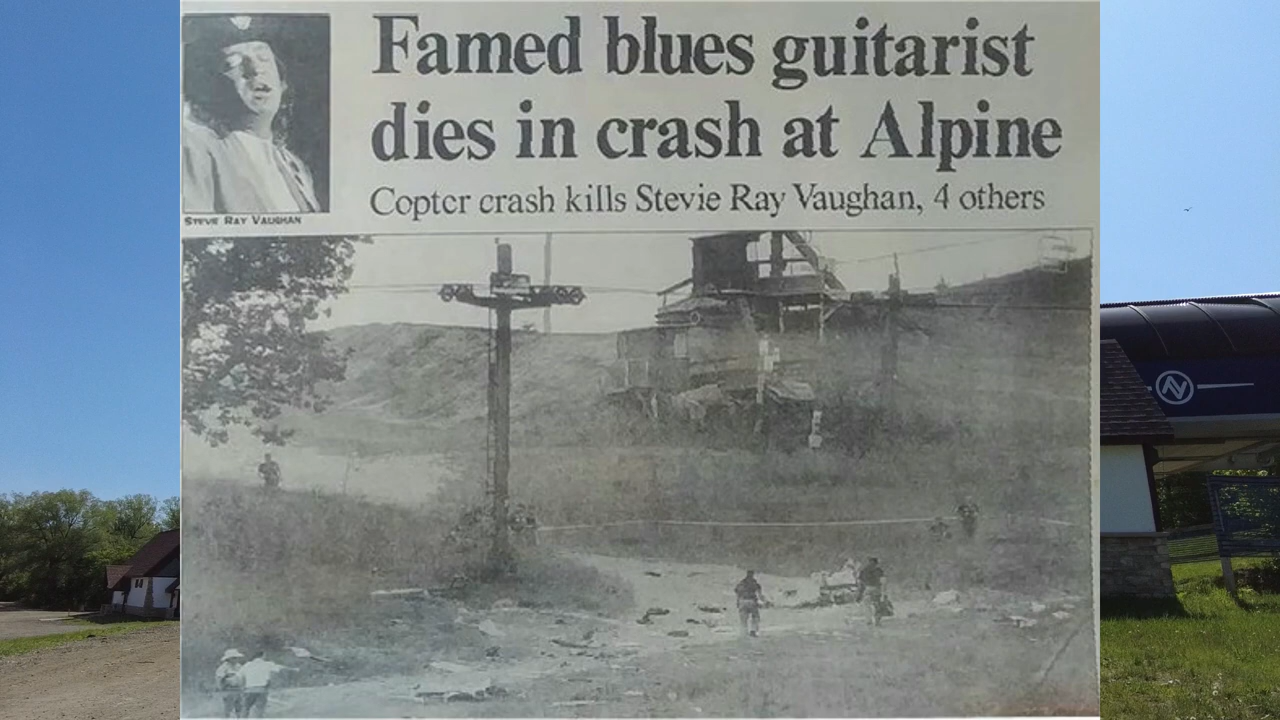 Famed blues guitarist
dies in crash at Alpine
Copter crash kills Stevie Ray Vaughan, 4 others
STEVIE RAY VAUGHAN